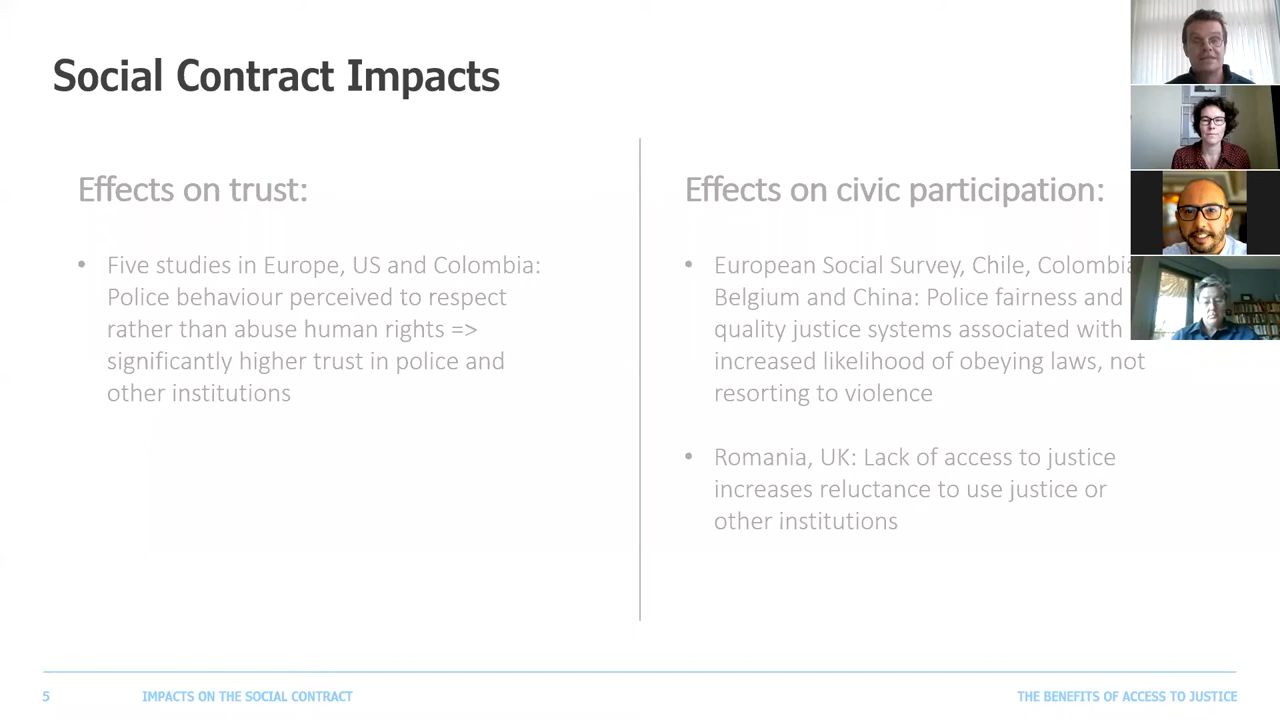 Social Contract Impacts
Effects on trust:
• Five studies in Europe, US and Colombia:
Police behaviour perceived to respect
rather than abuse human rights =>
significantly higher trust in police and
other institutions
Effects on civic participation:
• European Social Survey, Chile, Colombia
Belgium and China: Police fairness and
quality justice systems associated with
increased likelihood of obeying laws, not
resorting to violence
• Romania, UK: Lack of access to justice
increases reluctance to use justice or
other institutions
5
IMPACTS ON THE SOCIAL CONTRACT
THE BENEFITS OF ACCESS TO JUSTICE